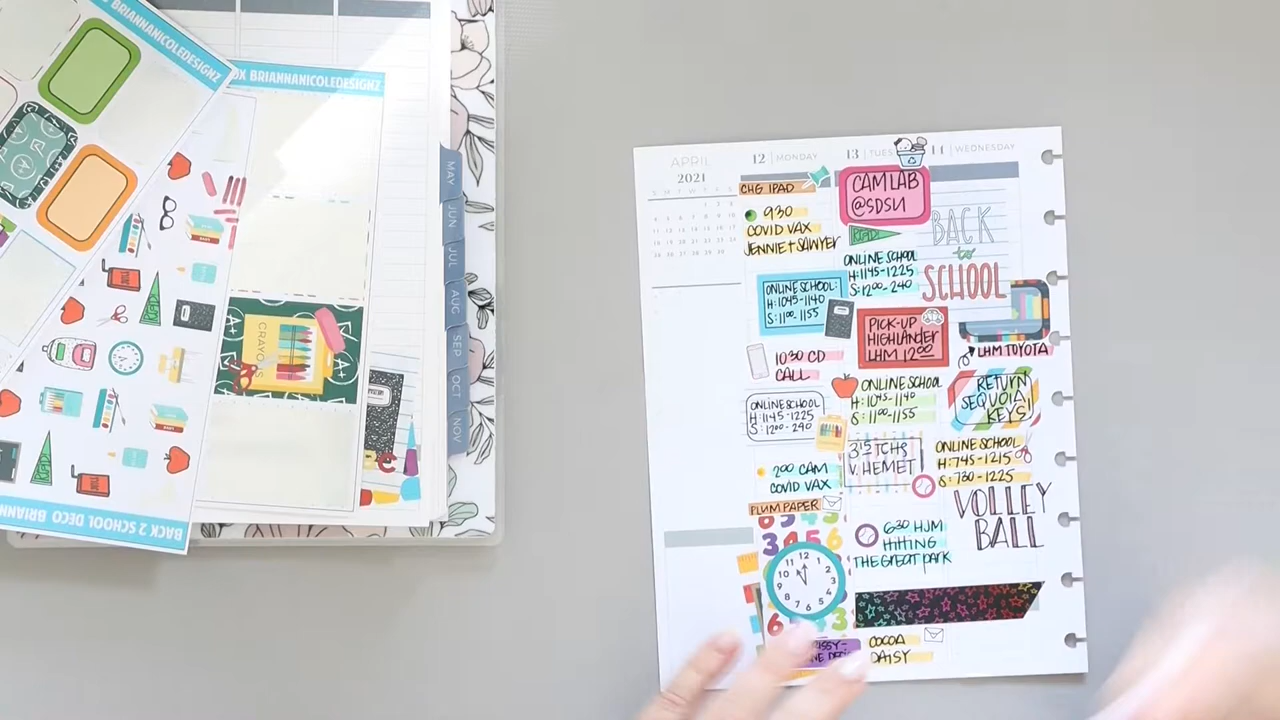 BRIANNANICOLEDESIGNZ
BRIANNANICOLEDESIGNZ
CRAYONS
BACK 2 SCHOOL DECO
MAY
JUN
JUL
AUG
SEP
OCT
NOV
APRIL
2021
12 | MONDAY
CHG IPAD
930
COVID VAX
JENNIE + SAWYER
ONLINE SCHOOL:
H: 1045-1140
S: 11-1155
1030 CD
CALL
ONLINE SCHOOL
H: 1145-1225
S: 1200-240
200 CAM
COVID VAX
PLUM PAPER
13 | TUES
CAM LAB
@SDSU
READ
ONLINE SCHOOL
H: 1145-1225
S: 1200-240
PICK-UP
HIGHLANDER
LHM 1200
ONLINE SCHOOL
H: 1045-1140
S: 1100-1155
315 TCHS
V. HEMET
630 HJM
HITTING
THE GREAT PARK
COCOA
DAISY
14 | WEDNESDAY
BACK
to
SCHOOL
LHM TOYOTA
RETURN
SEQUOIA
KEYS!
ONLINE SCHOOL
H: 745-1215
S: 730-1225
VOLLEY
BALL